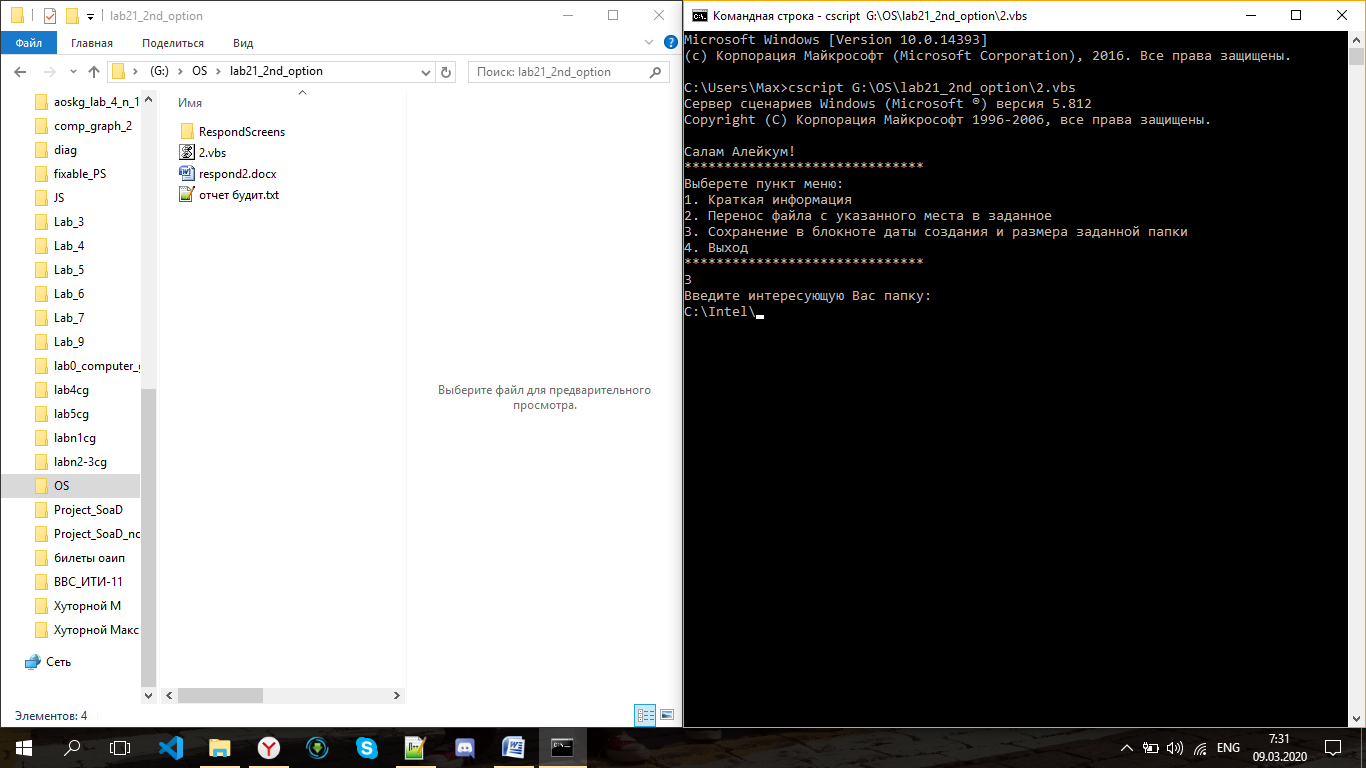 lab21_2nd_option
Файл
Главная
Поделиться
Вид
(G:) > OS > lab21_2nd_option
Поиск: lab21_2nd_option
aoskg_lab_4_n_1
comp_graph_2
diag
fixable_PS
JS
Lab_3
Lab_4
Lab_5
Lab_6
Lab_7
Lab_9
lab0_computer_
lab4cg
lab5cg
labn1cg
labn2-3cg
OS
Project_SoaD
Project_SoaD_nc
билеты оаип
ВВС_ИТИ-11
Хуторной М
Хуторной Макс
Сеть
Имя
RespondScreens
2.vbs
respond2.docx
отчет будит.txt
Выберите файл для предварительного
просмотра.
Элементов: 4
Командная строка - cscript G:\OS\lab21_2nd_option\2.vbs
Microsoft Windows [Version 10.0.14393]
(c) Корпорация Майкрософт (Microsoft Corporation), 2016. Все права защищены.
C:\Users\Max>cscript G:\OS\lab21_2nd_option\2.vbs
Сервер сценариев Windows (Microsoft ®) версия 5.812
Copyright (C) Корпорация Майкрософт 1996-2006, все права защищены.
Салам Алейкум!
******************************
Выберете пункт меню:
1. Краткая информация
2. Перенос файла с указанного места в заданное
3. Сохранение в блокноте даты создания и размера заданной папки
4. Выход
******************************
3
Введите интересующую Вас папку:
C:\Intel\
ENG
7:31
09.03.2020